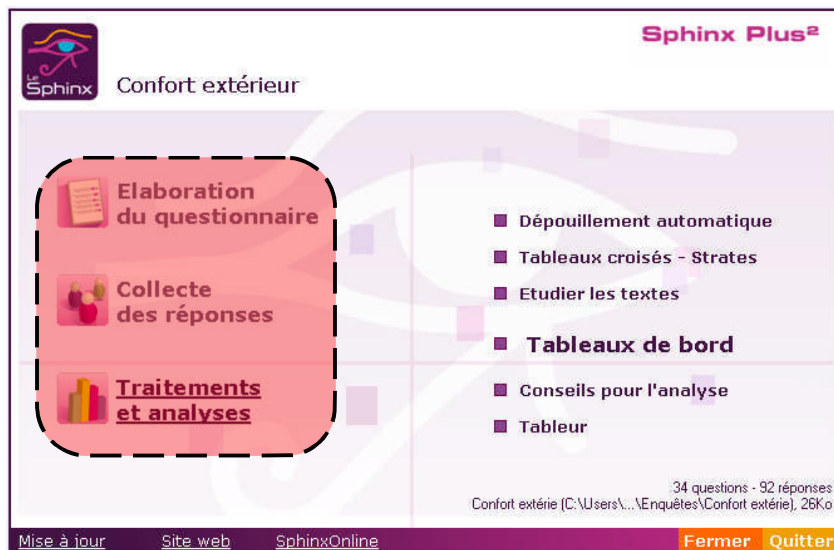 Sphinx Plus²
Le
Sphinx
Confort extérieur
Elaboration
du questionnaire
Collecte
des réponses
Traitements
et analyses
Dépouillement automatique
Tableaux croisés - Strates
Etudier les textes
Tableaux de bord
Conseils pour l'analyse
Tableur
34 questions - 92 réponses
Confort extérie (C:\Users\...\Enquêtes\Confort extérie), 26Ko
Mise à jour Site web SphinxOnline Fermer Quitter